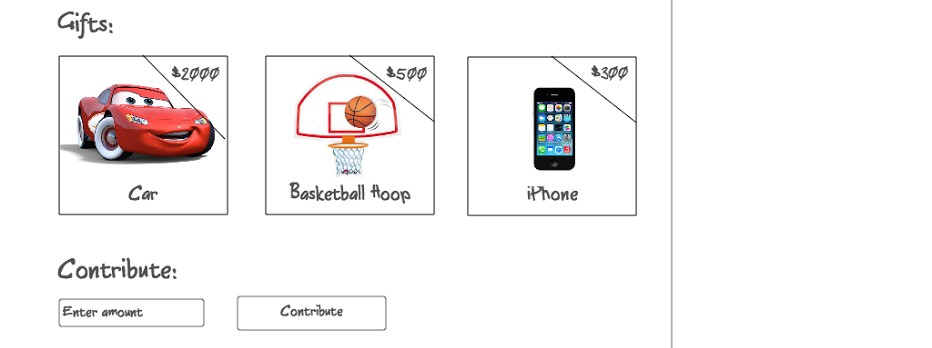 Gifts:
$2000
$500
$300
Car
Basketball Hoop
iPhone
Contribute:
Enter amount
Contribute